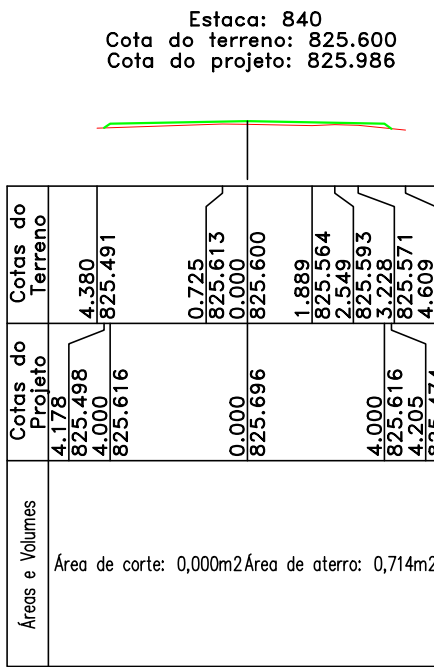 Estaca: 840
Cota do terreno: 825.600
Cota do projeto: 825.986
Cotas do
Terreno
4.380
825.491
0.725
825.613
0.000
825.600
1.889
825.564
2.549
825.593
3.228
825.571
4.609
Cotas do
Projeto
4.178
825.498
4.000
825.616
0.000
825.696
4.000
825.616
4.205
Áreas e Volumes
Área de corte: 0,000m2
Área de aterro: 0,714m2